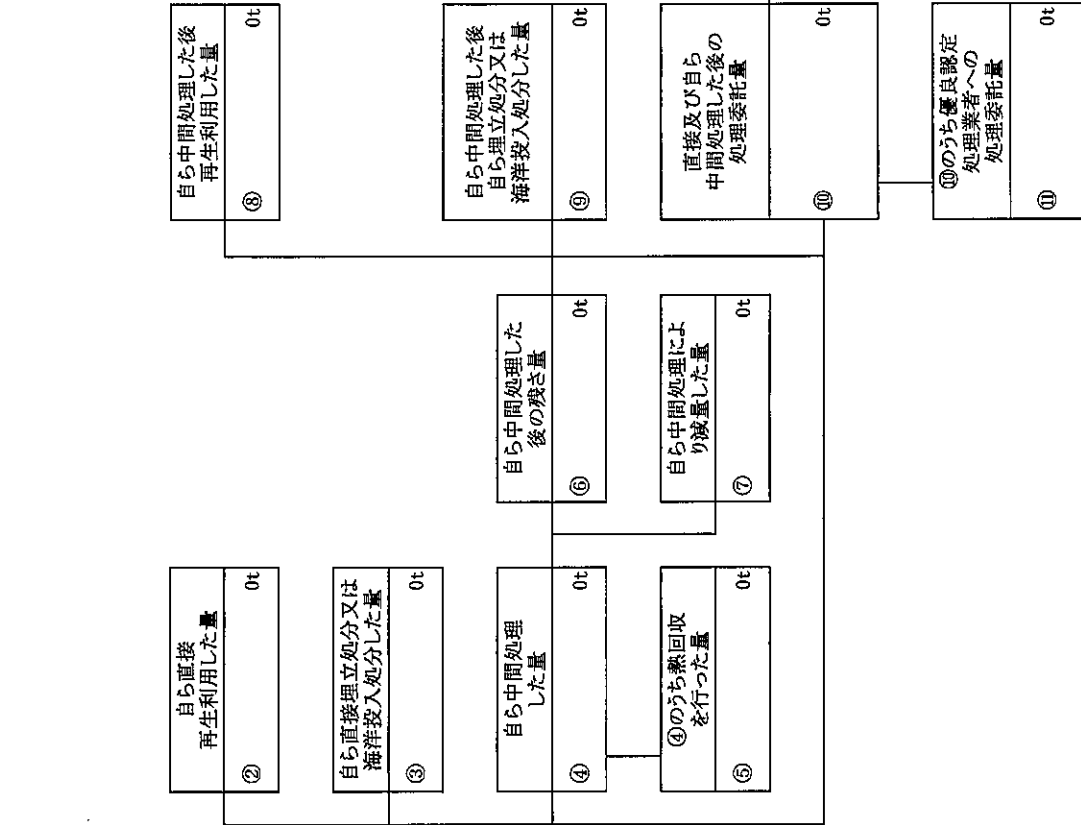 自ら直接
再生利用した量
②
0t
自ら直接埋立処分又は
海洋投入処分した量
③
0t
自ら中間処理
した量
④
0t
④のうち熱回収
を行った量
⑤
0t
自ら中間処理した
後の残さ量
⑥
0t
自ら中間処理によ
り減量した量
⑦
0t
自ら中間処理した後
再生利用した量
⑧
0t
自ら中間処理した後
自ら埋立処分又は
海洋投入処分した量
⑨
0t
直接及び自ら
中間処理した後の
処理委託量
⑩
0t
⑩のうち優良認定
処理業者への
処理委託量
⑪
0t